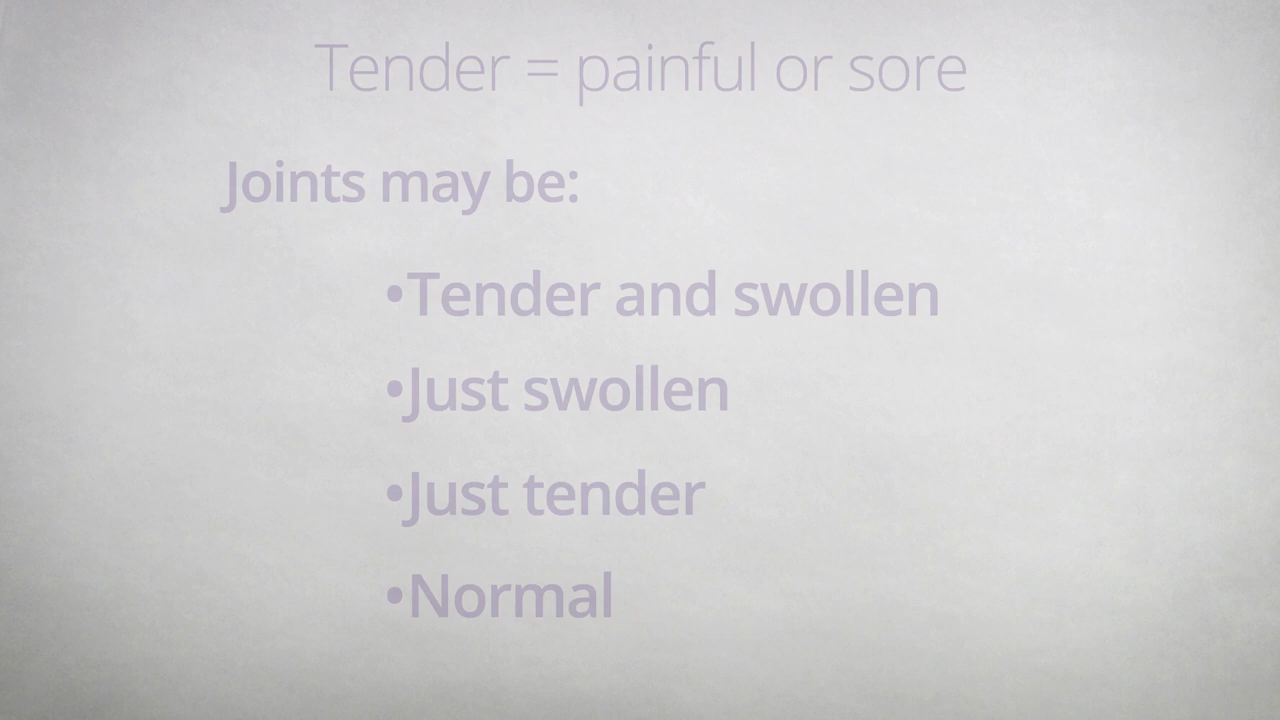 Tender = painful or sore
Joints may be:
•Tender and swollen
•Just swollen
•Just tender
•Normal